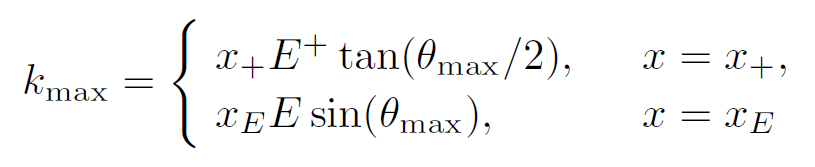 k_max = { x_+ E^+ tan(θ_max/2), x = x_+,
x_E E sin(θ_max), x = x_E